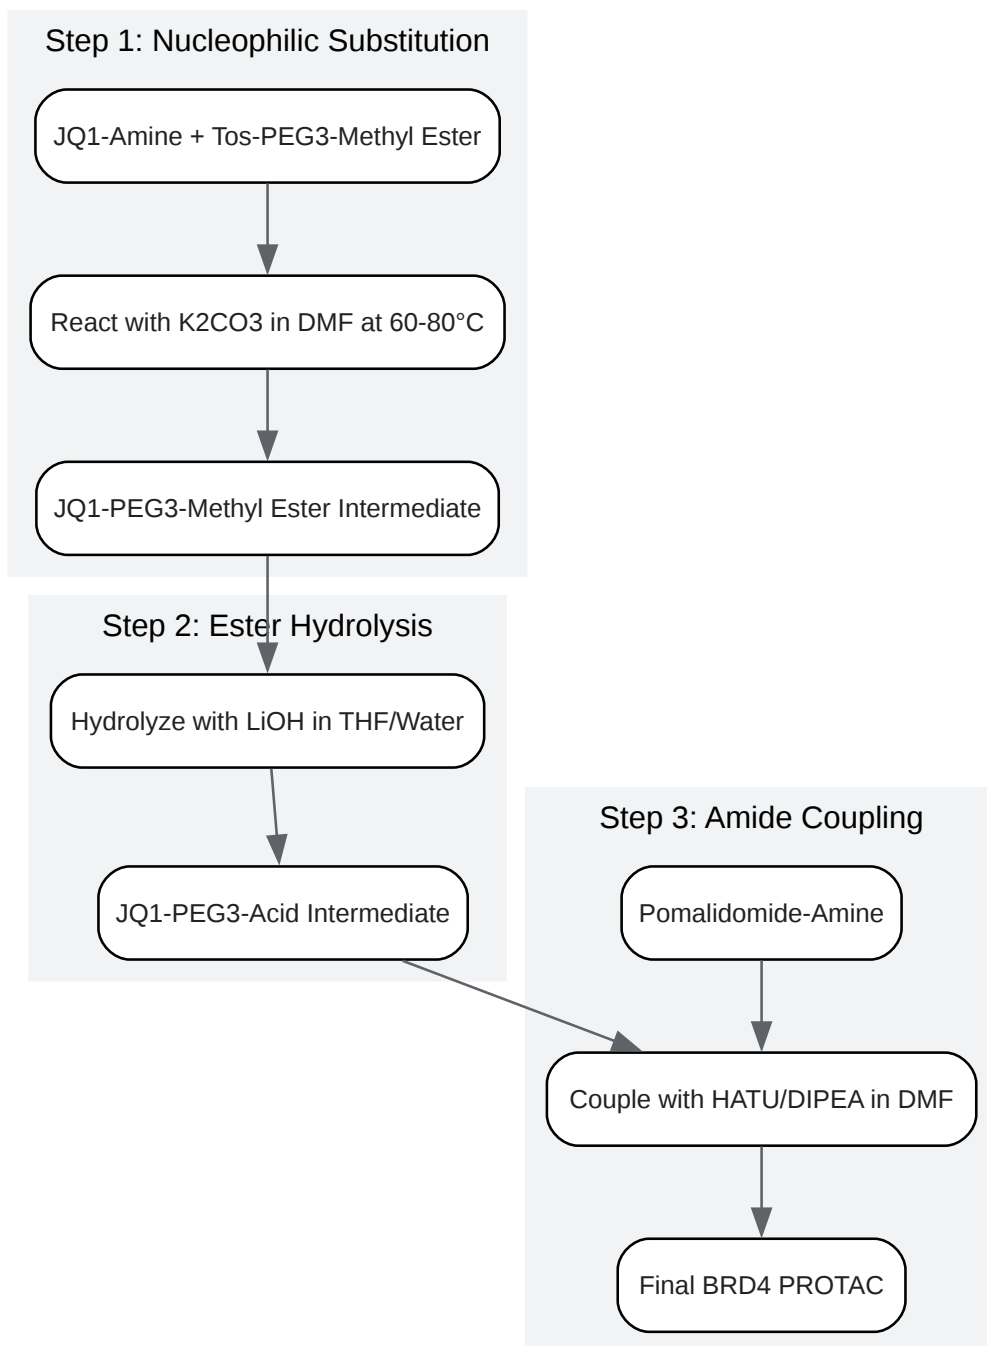 Step 1: Nucleophilic Substitution
JQ1-Amine + Tos-PEG3-Methyl Ester
React with K2CO3 in DMF at 60-80°C
JQ1-PEG3-Methyl Ester Intermediate
Step 2: Ester Hydrolysis
Hydrolyze with LiOH in THF/Water
JQ1-PEG3-Acid Intermediate
Step 3: Amide Coupling
Pomalidomide-Amine
Couple with HATU/DIPEA in DMF
Final BRD4 PROTAC